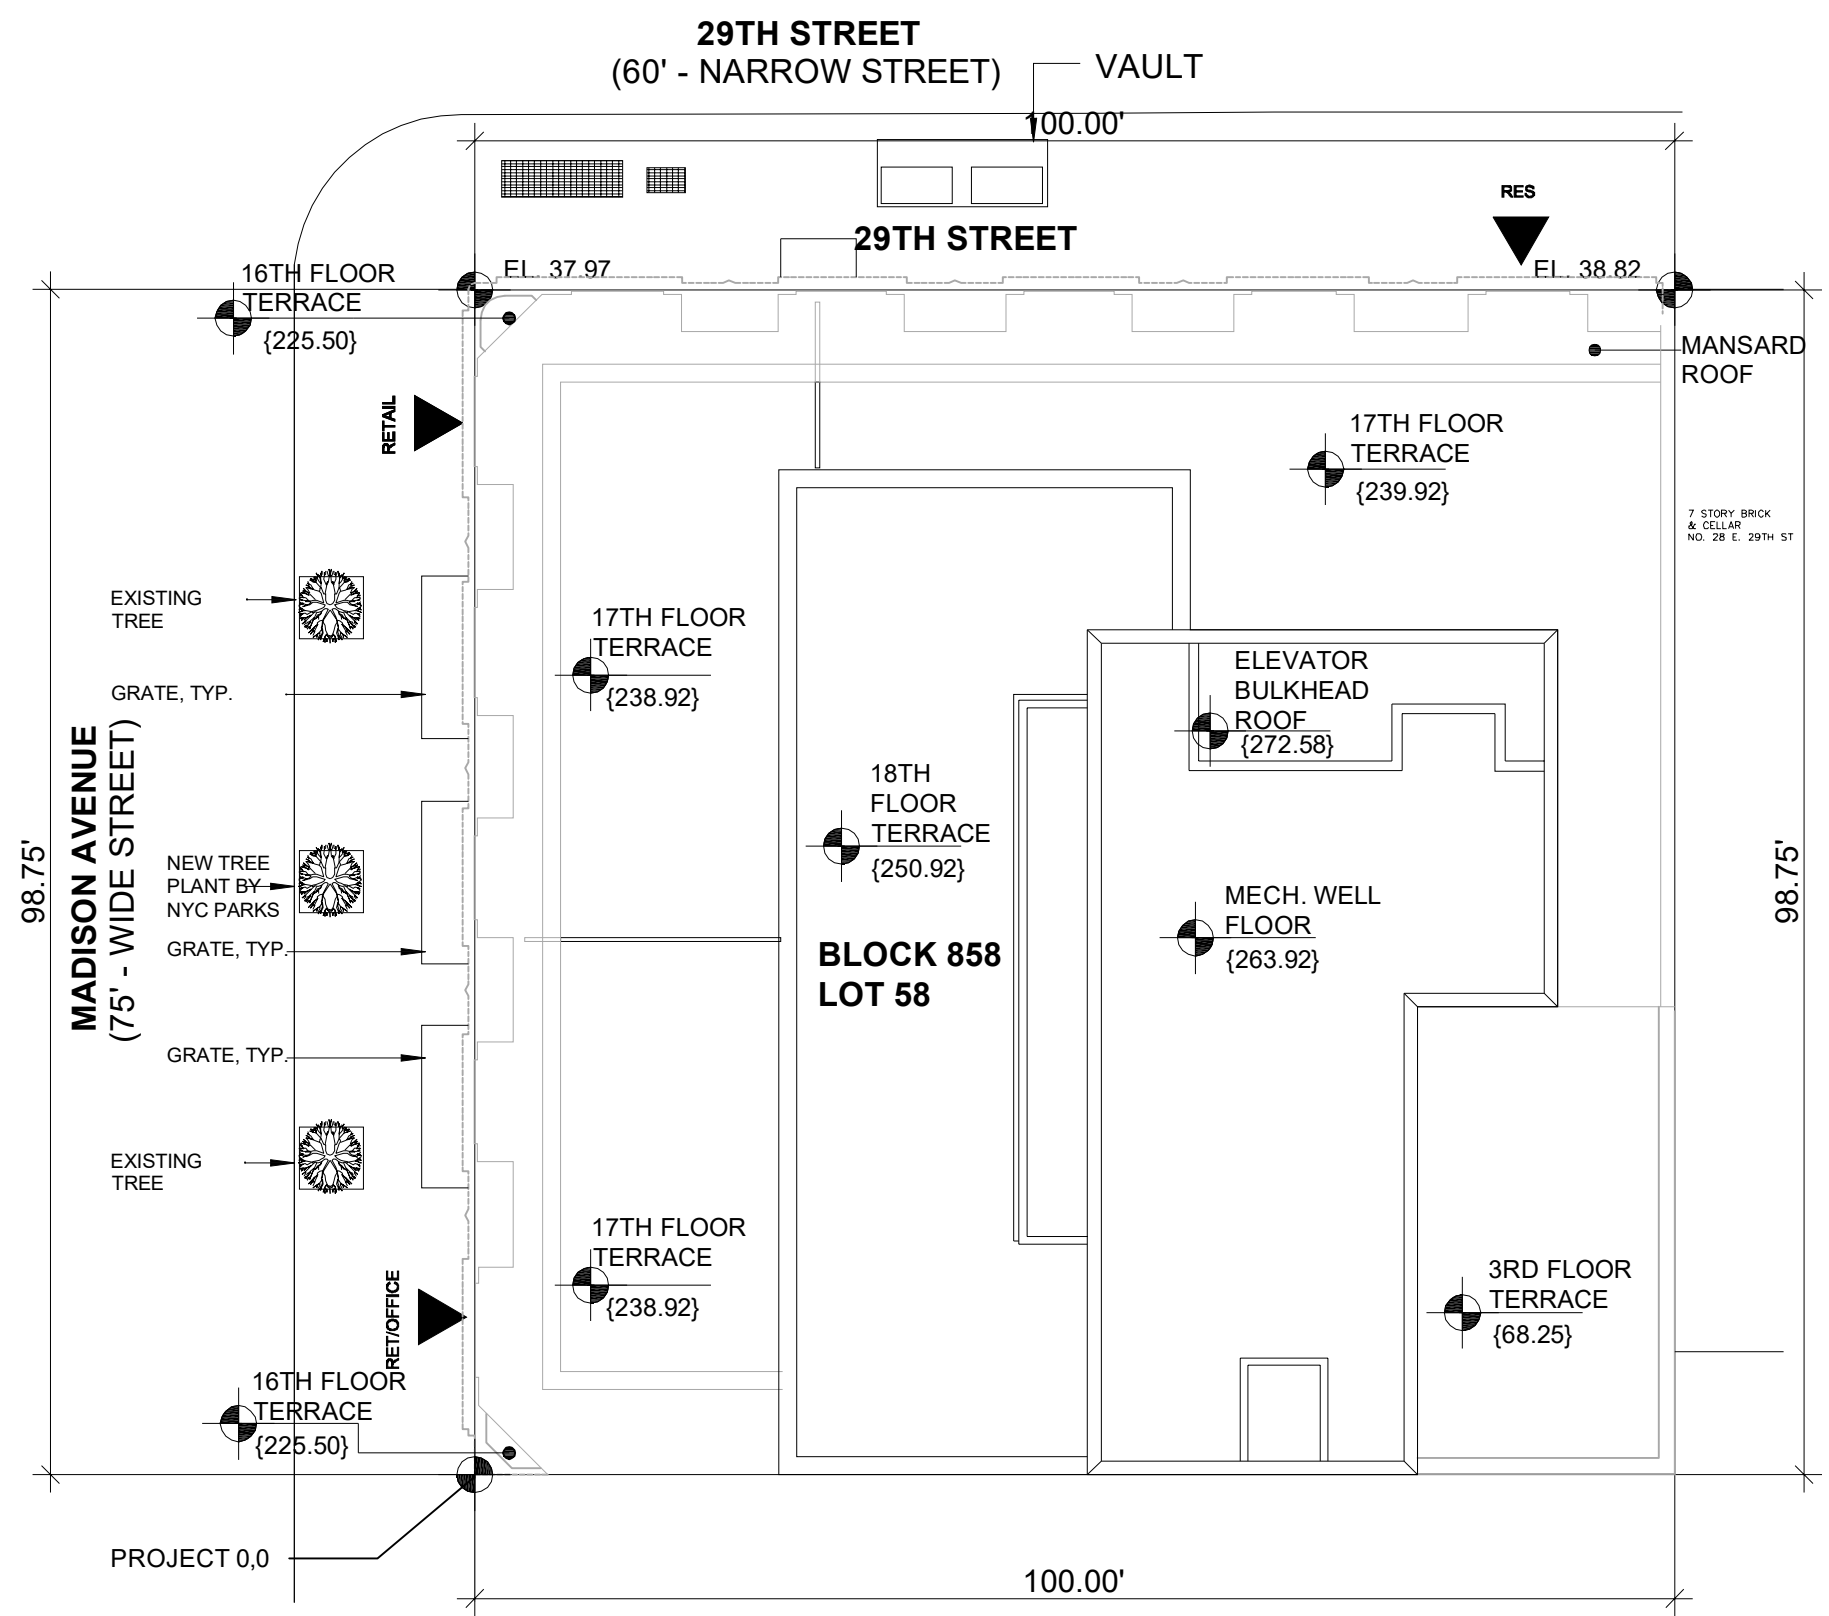 29TH STREET
(60' - NARROW STREET)
VAULT
100.00'
RES
29TH STREET
16TH FLOOR
TERRACE
{225.50}
EL. 37.97
EL. 38.82
MANSARD
ROOF
RETAIL
17TH FLOOR
TERRACE
{239.92}
7 STORY BRICK
& CELLAR
NO. 28 E. 29TH ST
EXISTING
TREE
17TH FLOOR
TERRACE
{238.92}
GRATE, TYP.
ELEVATOR
BULKHEAD
ROOF
{272.58}
MADISON AVENUE
(75' - WIDE STREET)
98.75'
18TH
FLOOR
TERRACE
{250.92}
98.75'
NEW TREE
PLANT BY
NYC PARKS
MECH. WELL
FLOOR
{263.92}
GRATE, TYP.
BLOCK 858
LOT 58
GRATE, TYP.
EXISTING
TREE
17TH FLOOR
TERRACE
{238.92}
3RD FLOOR
TERRACE
{68.25}
RET/OFFICE
16TH FLOOR
TERRACE
{225.50}
PROJECT 0,0
100.00'